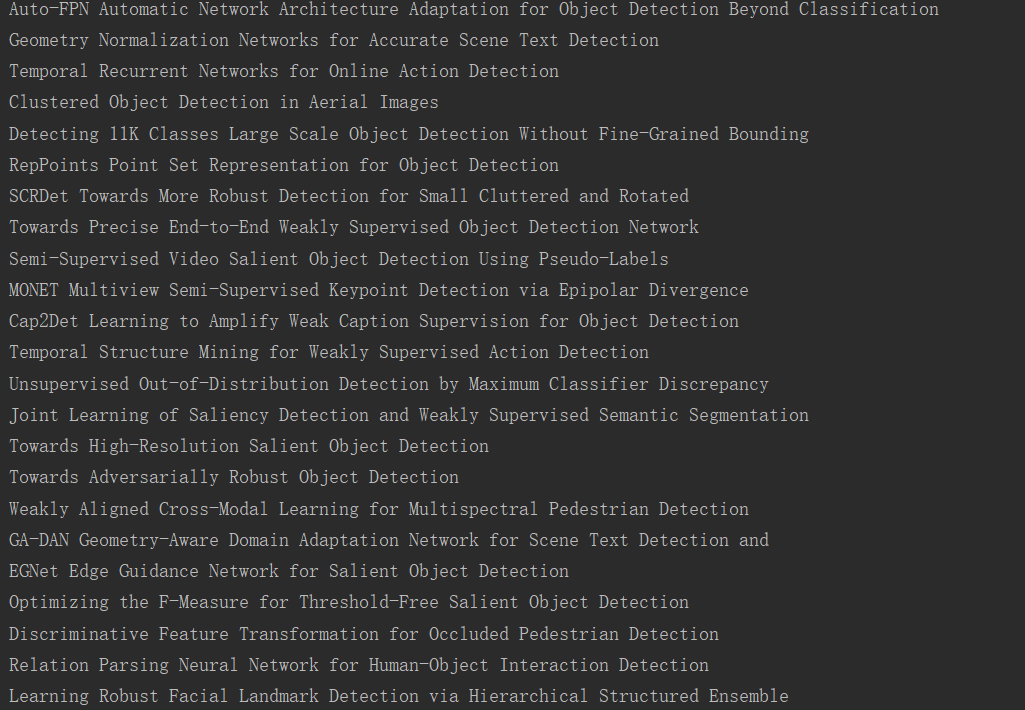 Auto-FPN Automatic Network Architecture Adaptation for Object Detection Beyond Classification
Geometry Normalization Networks for Accurate Scene Text Detection
Temporal Recurrent Networks for Online Action Detection
Clustered Object Detection in Aerial Images
Detecting 11K Classes Large Scale Object Detection Without Fine-Grained Bounding
RepPoints Point Set Representation for Object Detection
SCRDet Towards More Robust Detection for Small Cluttered and Rotated
Towards Precise End-to-End Weakly Supervised Object Detection Network
Semi-Supervised Video Salient Object Detection Using Pseudo-Labels
MONET Multiview Semi-Supervised Keypoint Detection via Epipolar Divergence
Cap2Det Learning to Amplify Weak Caption Supervision for Object Detection
Temporal Structure Mining for Weakly Supervised Action Detection
Unsupervised Out-of-Distribution Detection by Maximum Classifier Discrepancy
Joint Learning of Saliency Detection and Weakly Supervised Semantic Segmentation
Towards High-Resolution Salient Object Detection
Towards Adversarially Robust Object Detection
Weakly Aligned Cross-Modal Learning for Multispectral Pedestrian Detection
GA-DAN Geometry-Aware Domain Adaptation Network for Scene Text Detection and
EGNet Edge Guidance Network for Salient Object Detection
Optimizing the F-Measure for Threshold-Free Salient Object Detection
Discriminative Feature Transformation for Occluded Pedestrian Detection
Relation Parsing Neural Network for Human-Object Interaction Detection
Learning Robust Facial Landmark Detection via Hierarchical Structured Ensemble